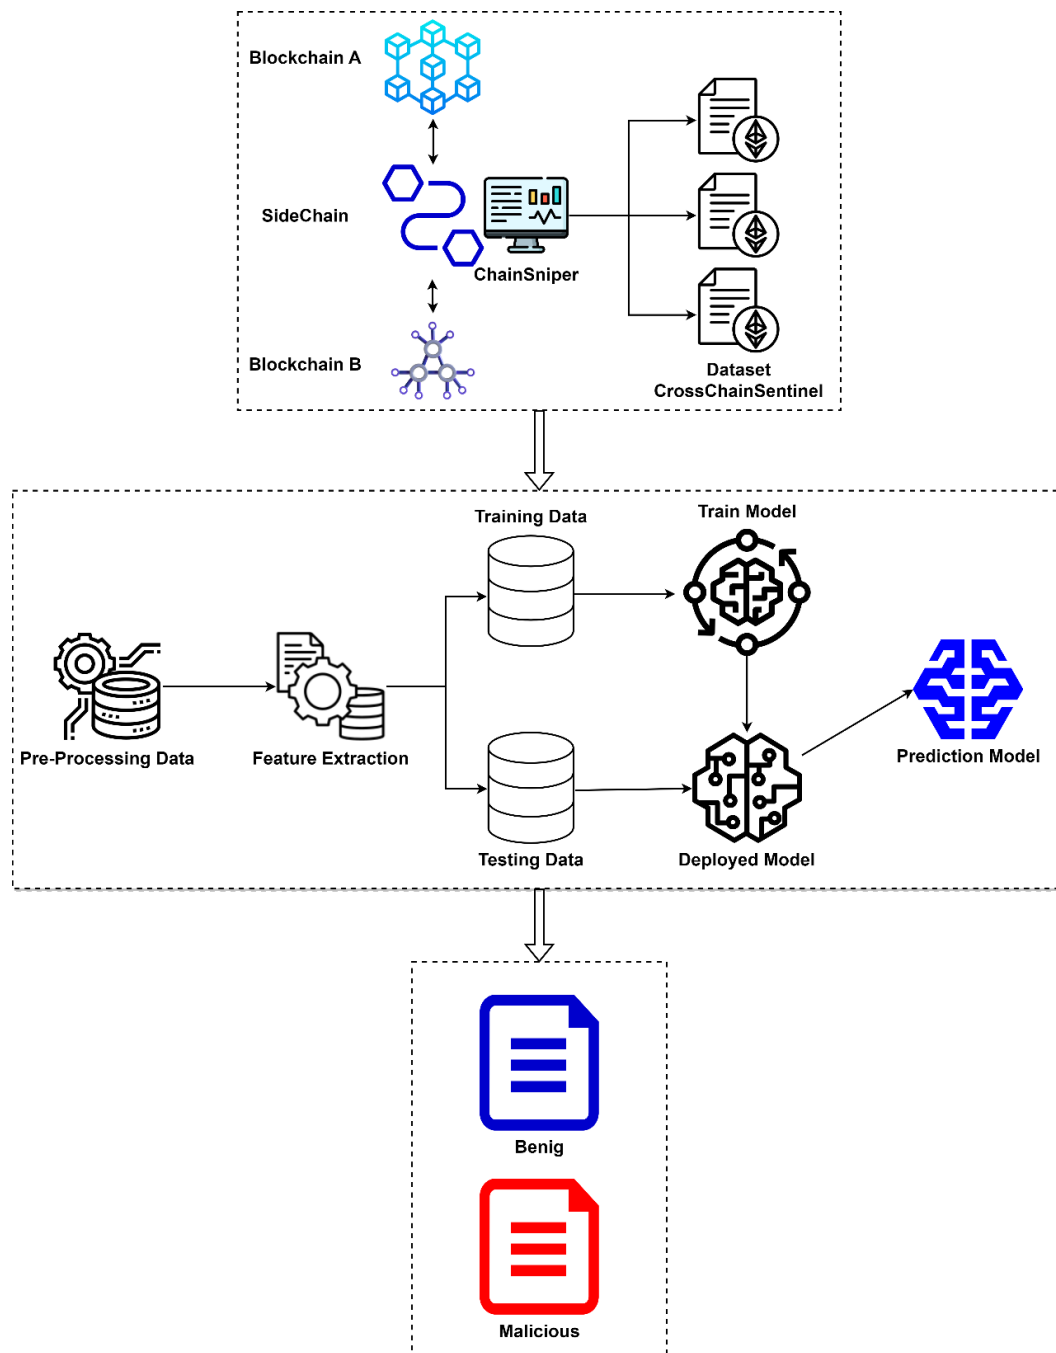 Blockchain A
SideChain
ChainSniper
Blockchain B
Dataset
CrossChainSentinel
Training Data
Train Model
Pre-Processing Data
Feature Extraction
Prediction Model
Testing Data
Deployed Model
Benig
Malicious